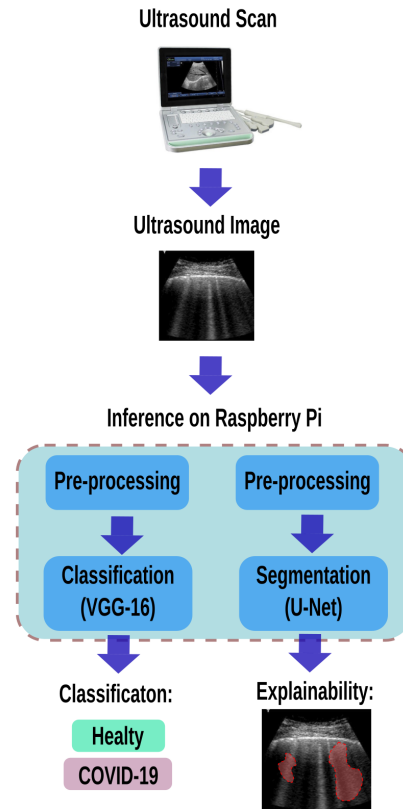 Ultrasound Scan
Ultrasound Image
Inference on Raspberry Pi
Pre-processing
Pre-processing
Classification
(VGG-16)
Segmentation
(U-Net)
Classificaton:
Healty
COVID-19
Explainability: